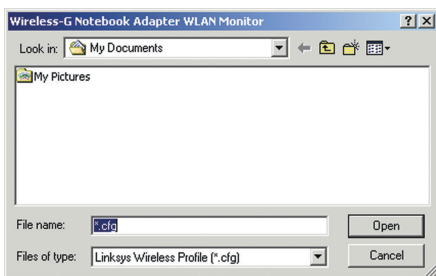 Wireless-G Notebook Adapter WLAN Monitor
Look in: My Documents
My Pictures
File name: *.cfg Open
Files of type: Linksys Wireless Profile (*.cfg) Cancel